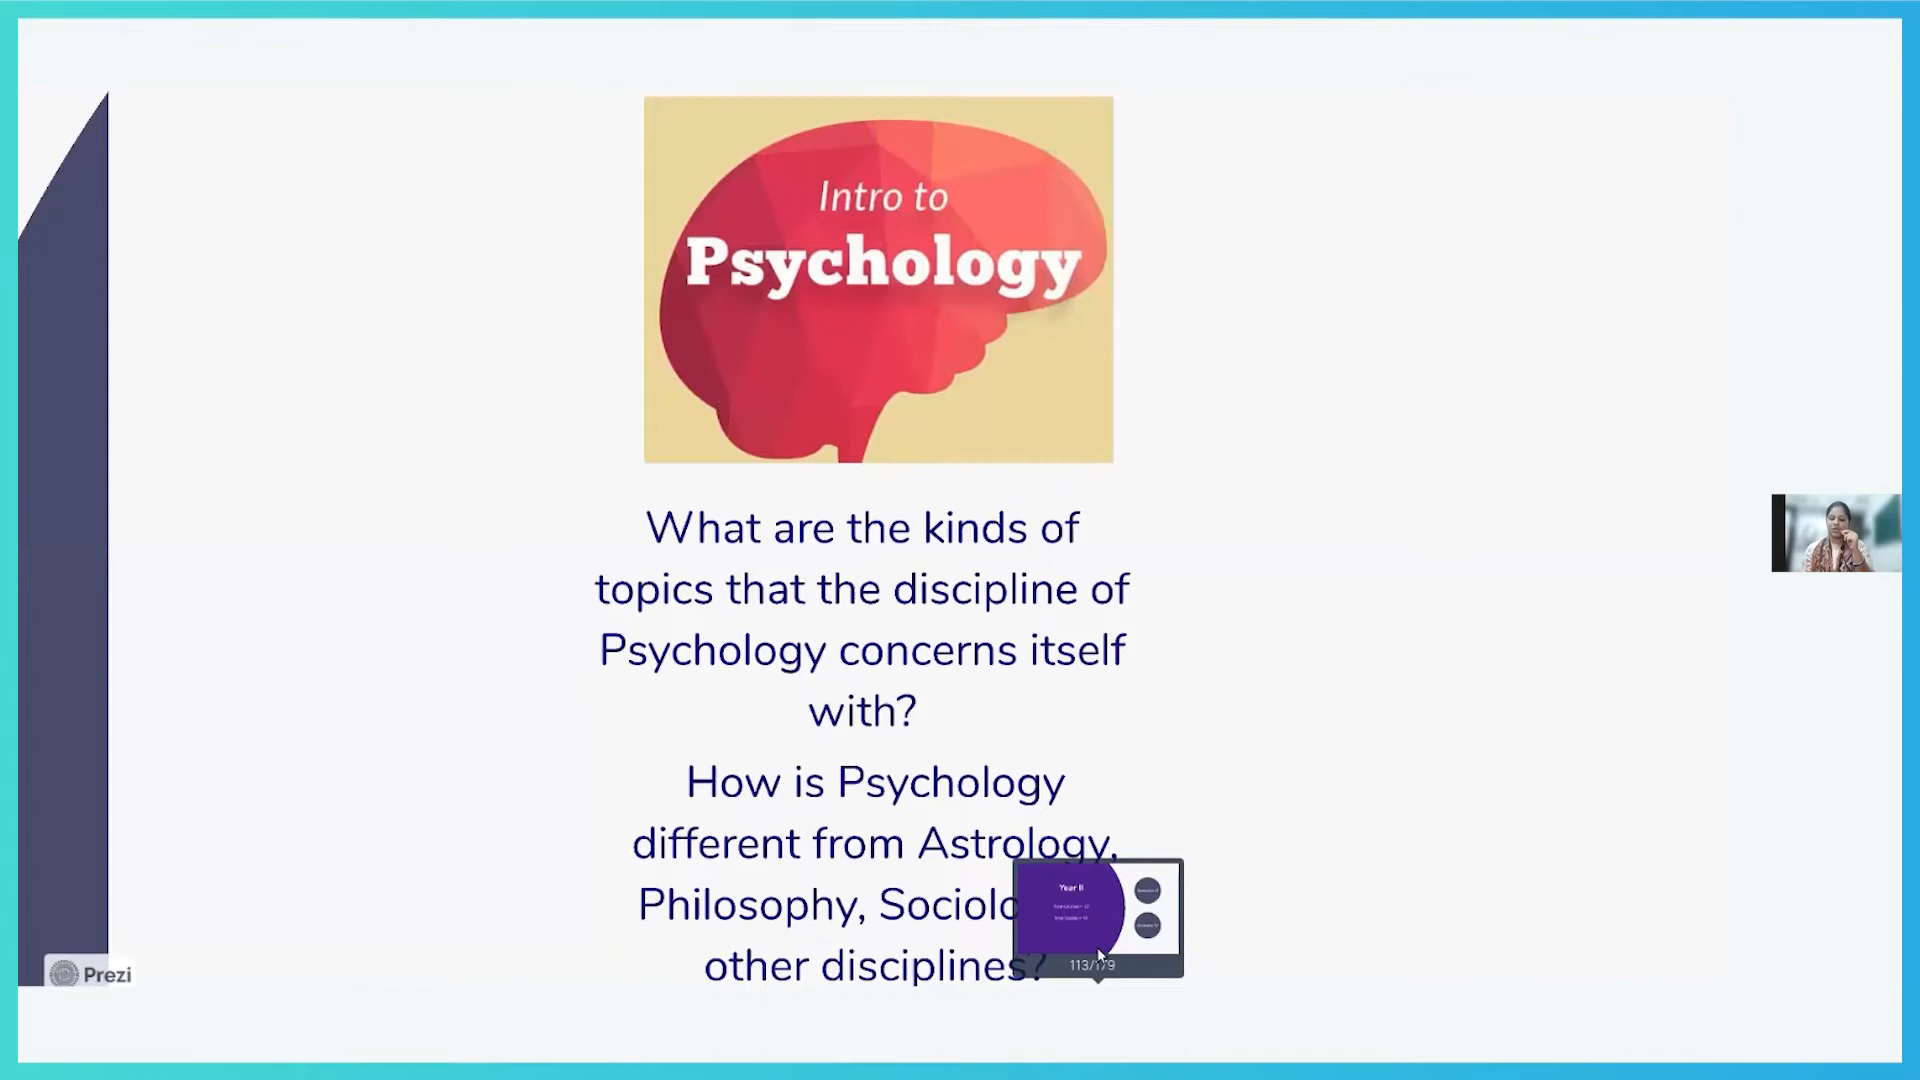 Intro to
Psychology
What are the kinds of
topics that the discipline of
Psychology concerns itself
with?
How is Psychology
different from Astrology,
Philosophy, Sociolo
other disciplines?
Year II
113/179
Prezi